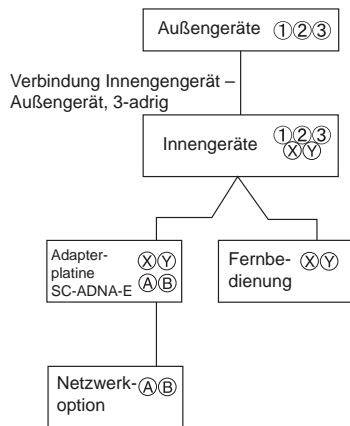 Außengeräte ①②③
Verbindung Innengengerät –
Außengerät, 3-adrig
Innengeräte ①②③
ⓍⓎ
Adapter-
platine ⓍⓎ
SC-ADNA-E ⒶⒷ
Fernbe- ⓍⓎ
dienung
Netzwerk- ⒶⒷ
option